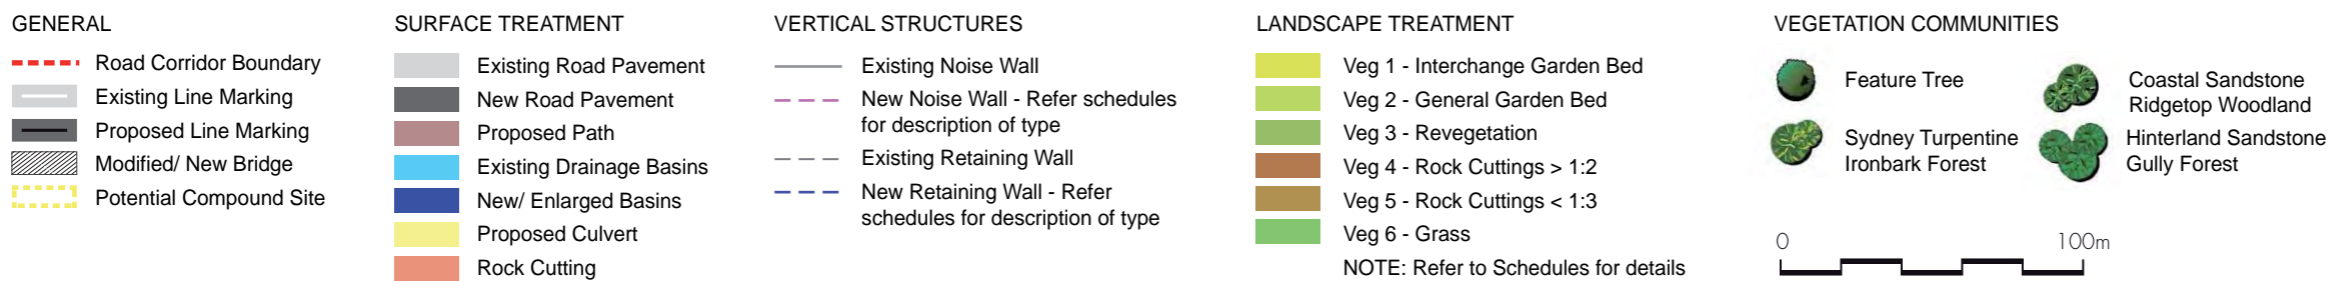 GENERAL
Road Corridor Boundary
Existing Line Marking
Proposed Line Marking
Modified/ New Bridge
Potential Compound Site
SURFACE TREATMENT
Existing Road Pavement
New Road Pavement
Proposed Path
Existing Drainage Basins
New/ Enlarged Basins
Proposed Culvert
Rock Cutting
VERTICAL STRUCTURES
Existing Noise Wall
New Noise Wall - Refer schedules
for description of type
Existing Retaining Wall
New Retaining Wall - Refer
schedules for description of type
LANDSCAPE TREATMENT
Veg 1 - Interchange Garden Bed
Veg 2 - General Garden Bed
Veg 3 - Revegetation
Veg 4 - Rock Cuttings > 1:2
Veg 5 - Rock Cuttings < 1:3
Veg 6 - Grass
NOTE: Refer to Schedules for details
VEGETATION COMMUNITIES
Feature Tree
Sydney Turpentine
Ironbark Forest
Coastal Sandstone
Ridgetop Woodland
Hinterland Sandstone
Gully Forest
0 100m